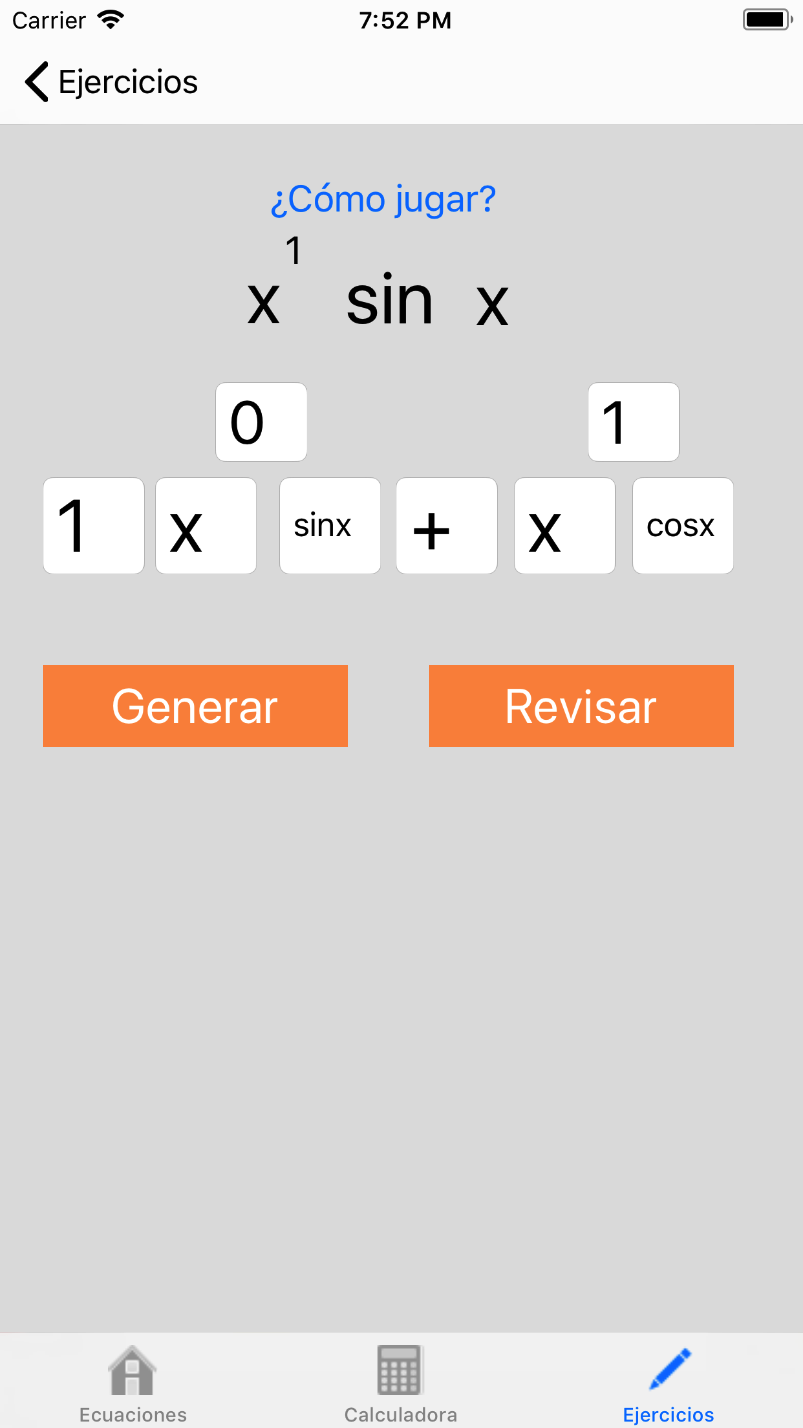 Carrier 7:52 PM
Ejercicios
¿Cómo jugar?
1
x sin x
0 1
1 x sinx + x cosx
Generar Revisar
Ecuaciones Calculadora Ejercicios